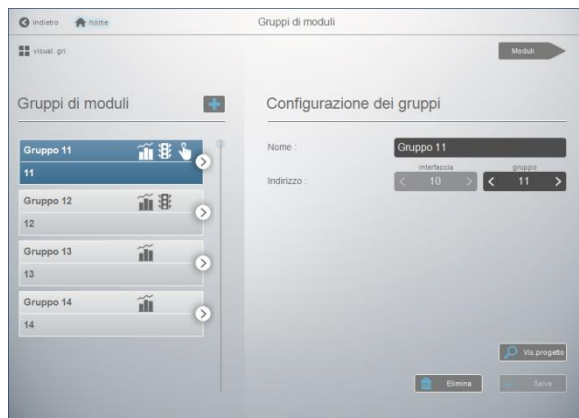 indietro home Gruppi di moduli
visual. gri
Moduli
Gruppi di moduli
Configurazione dei gruppi
Gruppo 11
11
Gruppo 12
12
Gruppo 13
13
Gruppo 14
14
Nome : Gruppo 11
interfaccia gruppo
Indirizzo : < 10 > < 11 >
Vis.progetto
Elimina Salva